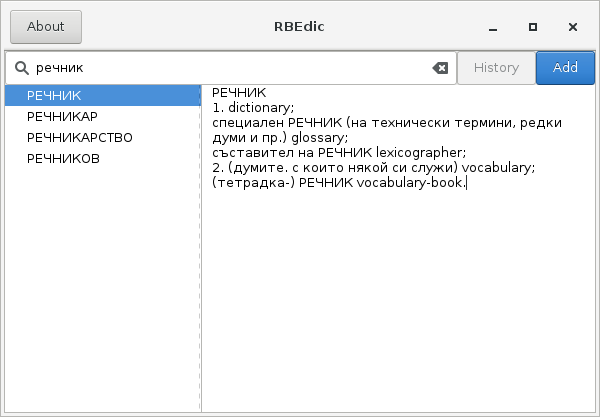 About
RBEdic
речник
History
Add
РЕЧНИК
РЕЧНИКАР
РЕЧНИКАРСТВО
РЕЧНИКОВ
РЕЧНИК
1. dictionary;
специален РЕЧНИК (на технически термини, редки
думи и пр.) glossary;
съставител на РЕЧНИК lexicographer;
2. (думите. с които някой си служи) vocabulary;
(тетрадка-) РЕЧНИК vocabulary-book.